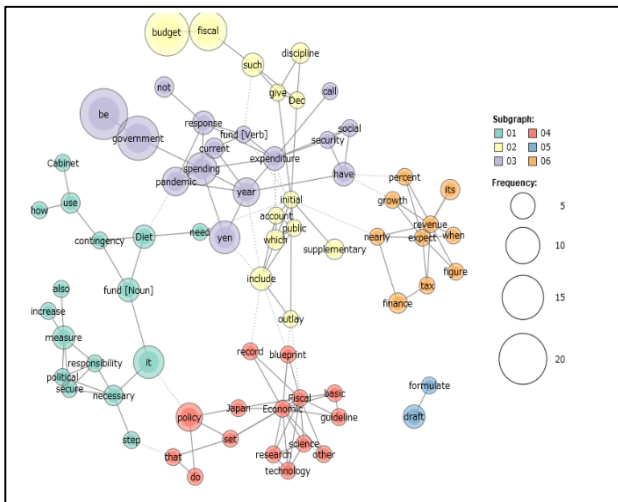 budget
fiscal
such
discipline
give
Dec
call
not
be
government
response
fund [Verb]
current
security
social
spending
expenditure
pandemic
year
have
yen
initial
account
public
which
supplementary
include
outlay
percent
growth
its
revenue
nearly
expect
when
figure
tax
finance
Cabinet
use
how
contingency
Diet
need
fund [Noun]
also
increase
measure
responsibility
political
secure
necessary
it
step
record
blueprint
Fiscal
basic
Japan
Economic
guideline
policy
set
that
do
science
other
research
technology
formulate
draft
Subgraph:
01 04
02 05
03 06
Frequency:
5
10
15
20